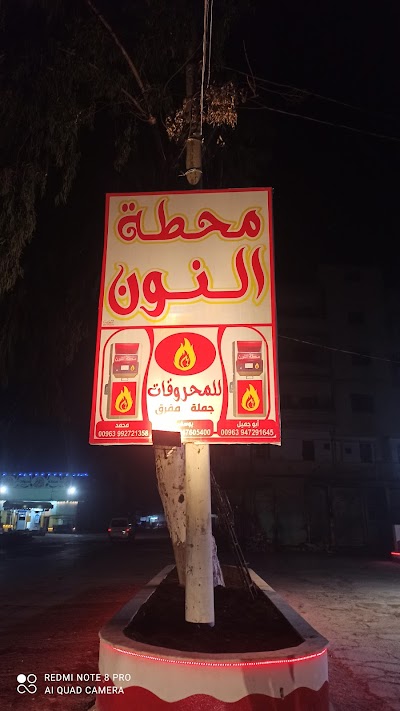 محطة
النون
للمحروقات
جملة مفرق
محمد
00963 992721358
أبو جميل
00963 947291645
REDMI NOTE 8 PRO
AI QUAD CAMERA